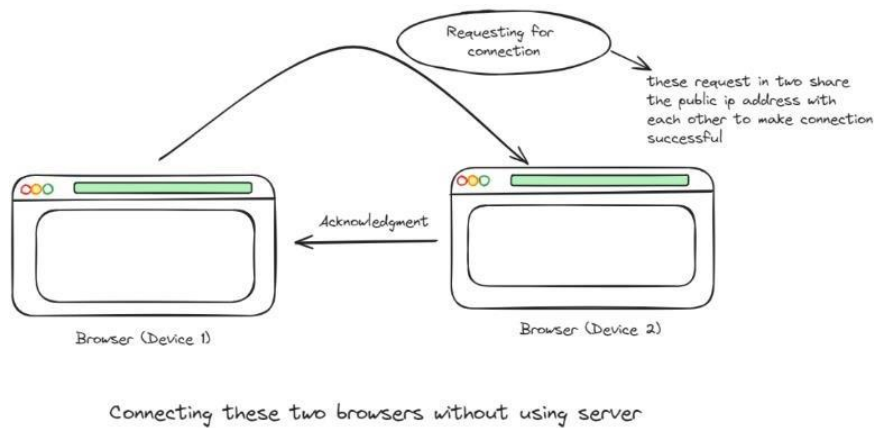 Requesting for
connection
these request in two share
the public ip address with
each other to make connection
successful
Acknowledgment
Browser (Device 1)
Browser (Device 2)
Connecting these two browsers without using server